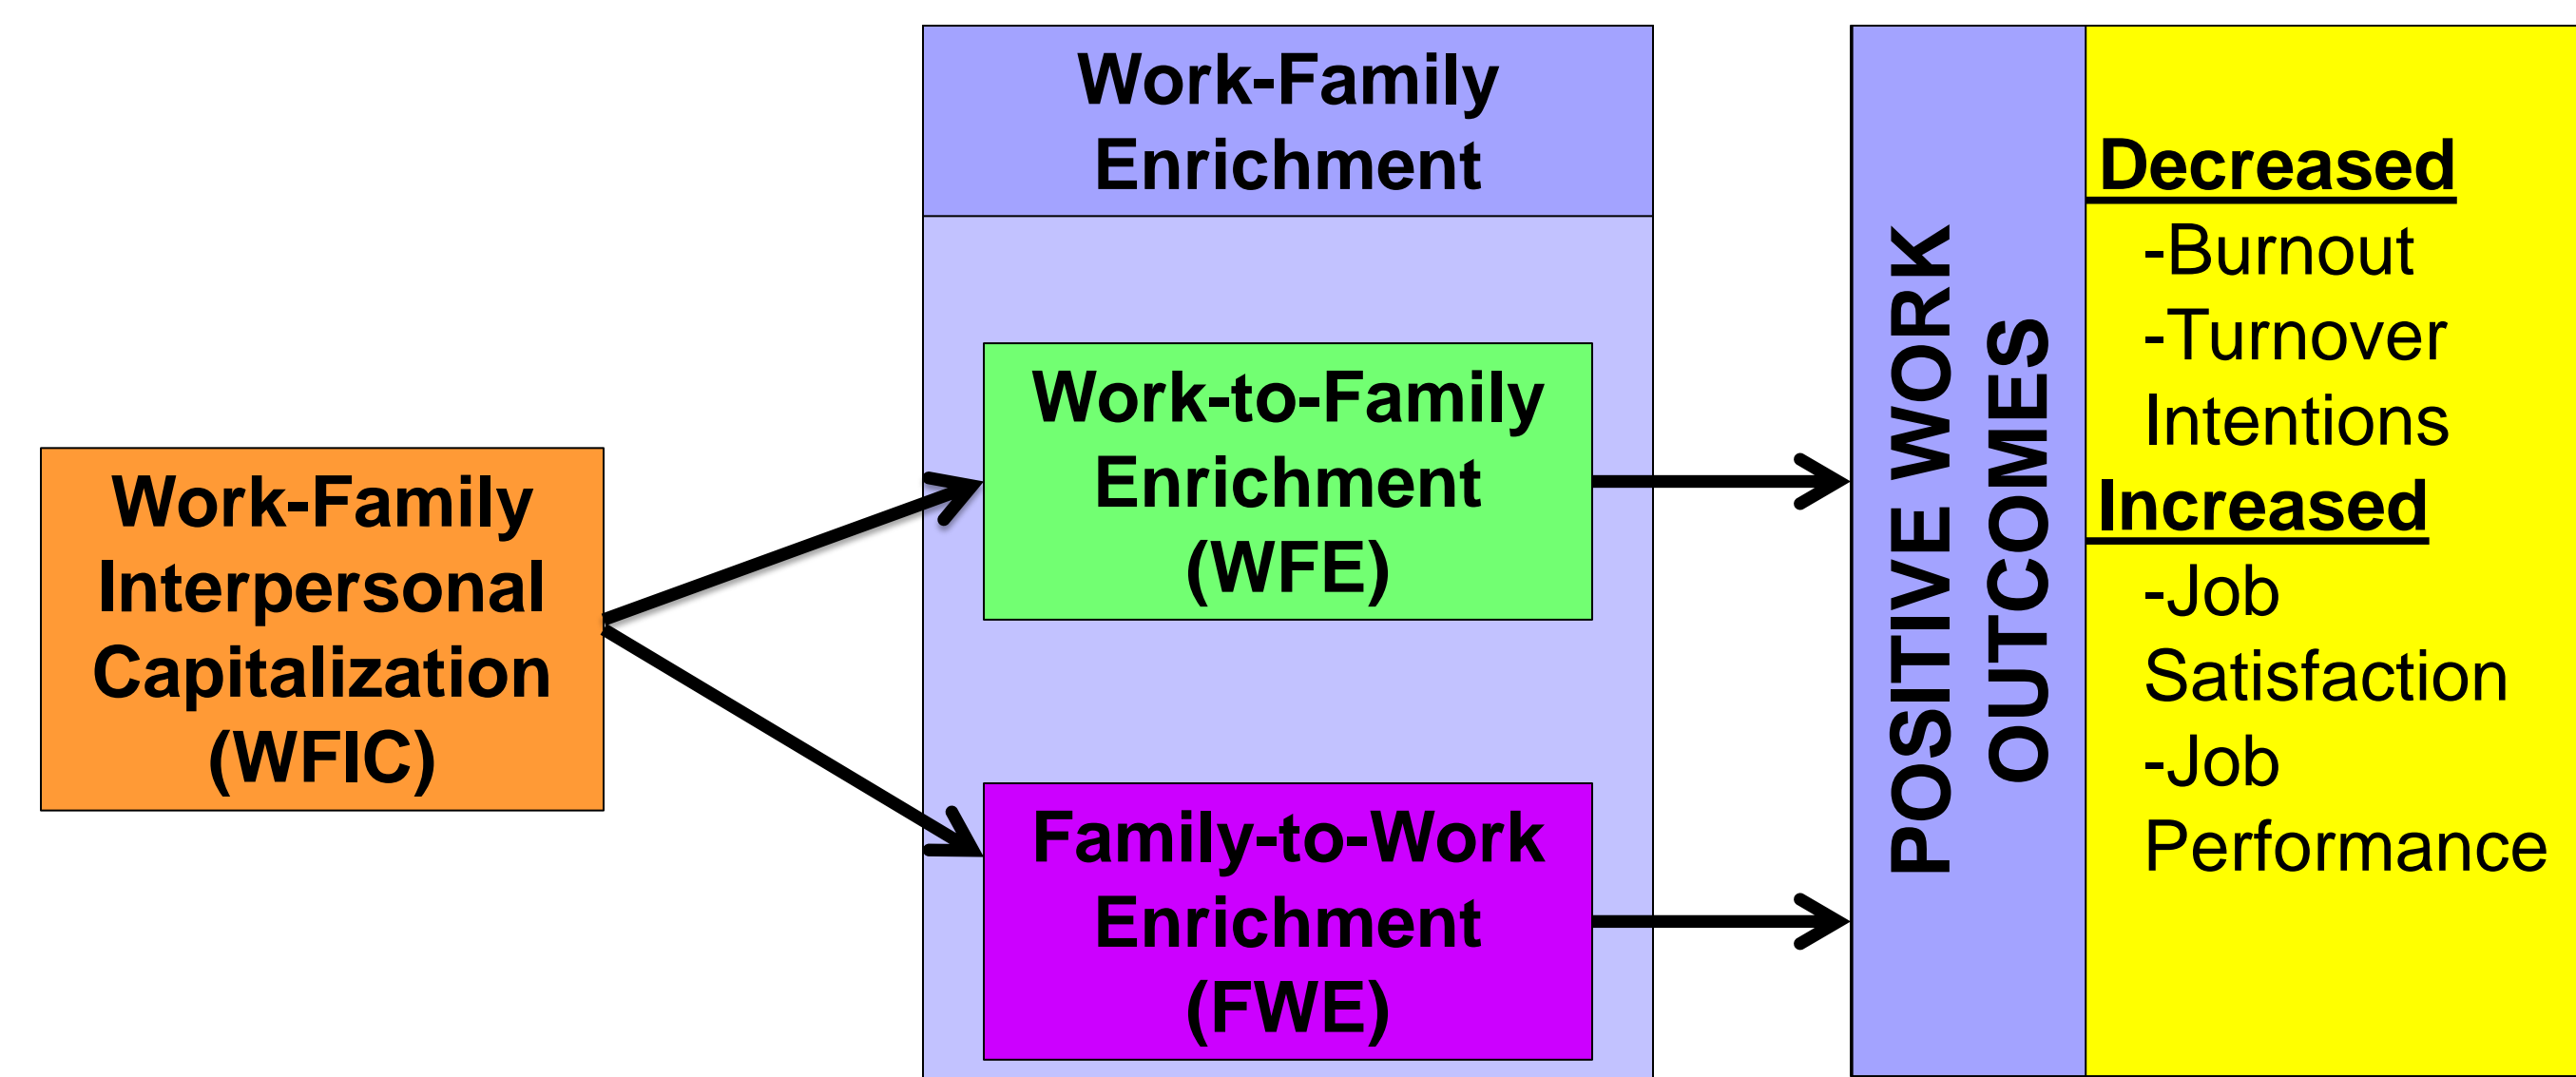 Work-Family
Interpersonal
Capitalization
(WFIC)
Work-Family
Enrichment
Work-to-Family
Enrichment
(WFE)
Family-to-Work
Enrichment
(FWE)
POSITIVE WORK
OUTCOMES
Decreased
-Burnout
-Turnover
Intentions
Increased
-Job
Satisfaction
-Job
Performance